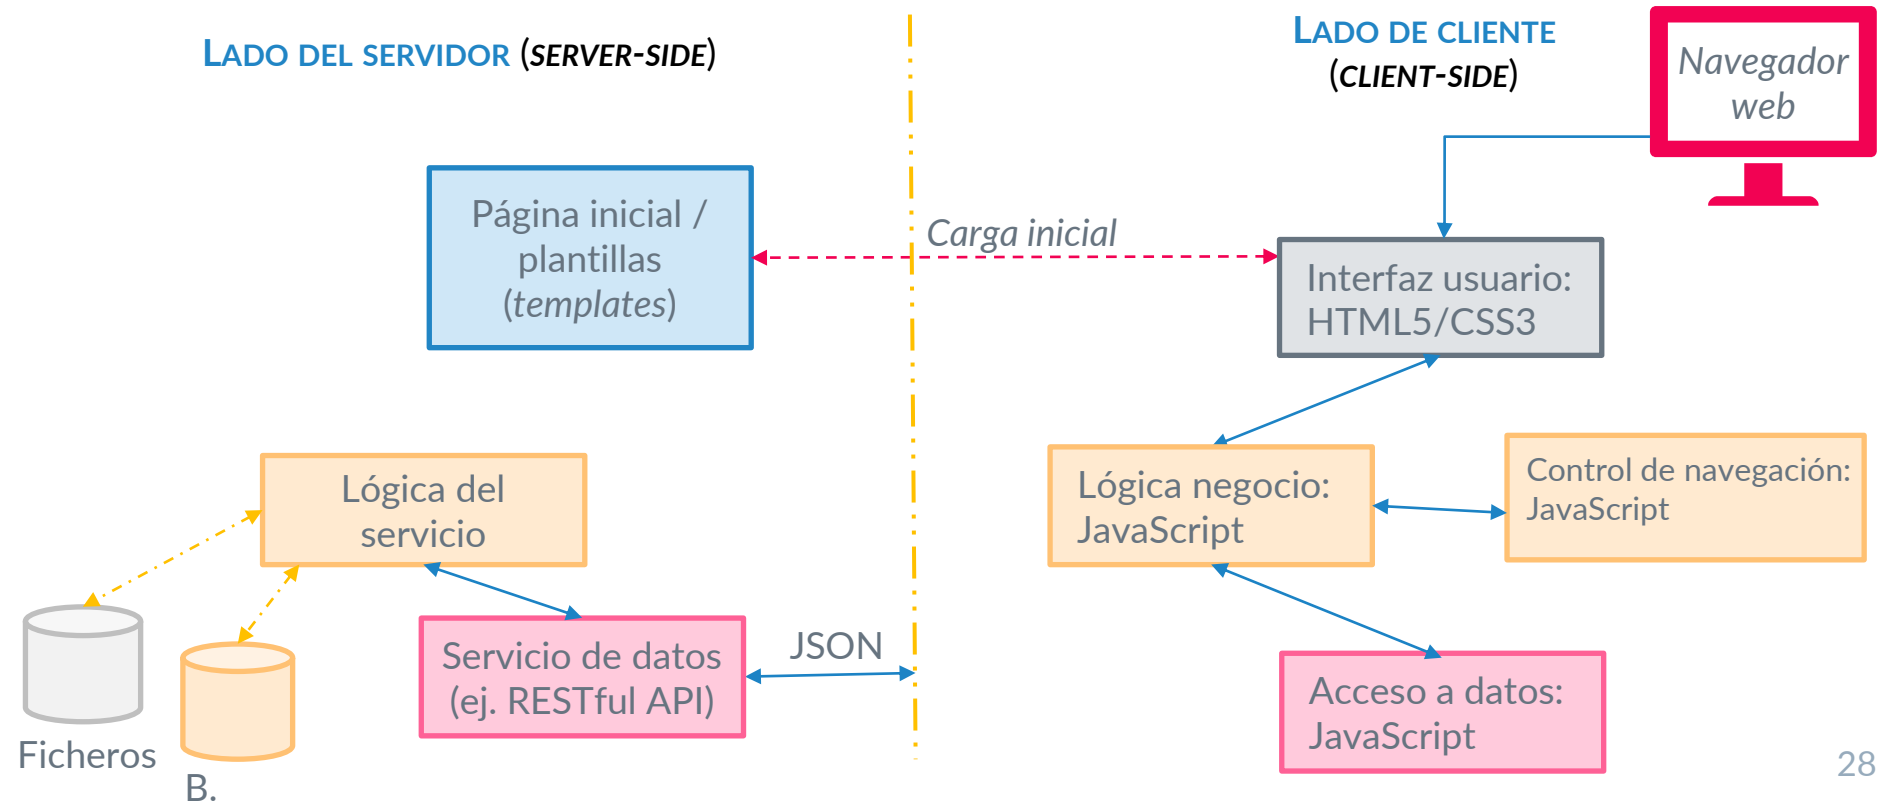 LADO DEL SERVIDOR (SERVER-SIDE)
LADO DE CLIENTE
(CLIENT-SIDE)
Navegador
web
Página inicial /
plantillas
(templates)
Carga inicial
Interfaz usuario:
HTML5/CSS3
Lógica del
servicio
Lógica negocio:
JavaScript
Control de navegación:
JavaScript
Servicio de datos
(ej. RESTful API)
JSON
Acceso a datos:
JavaScript
Ficheros
B.
28